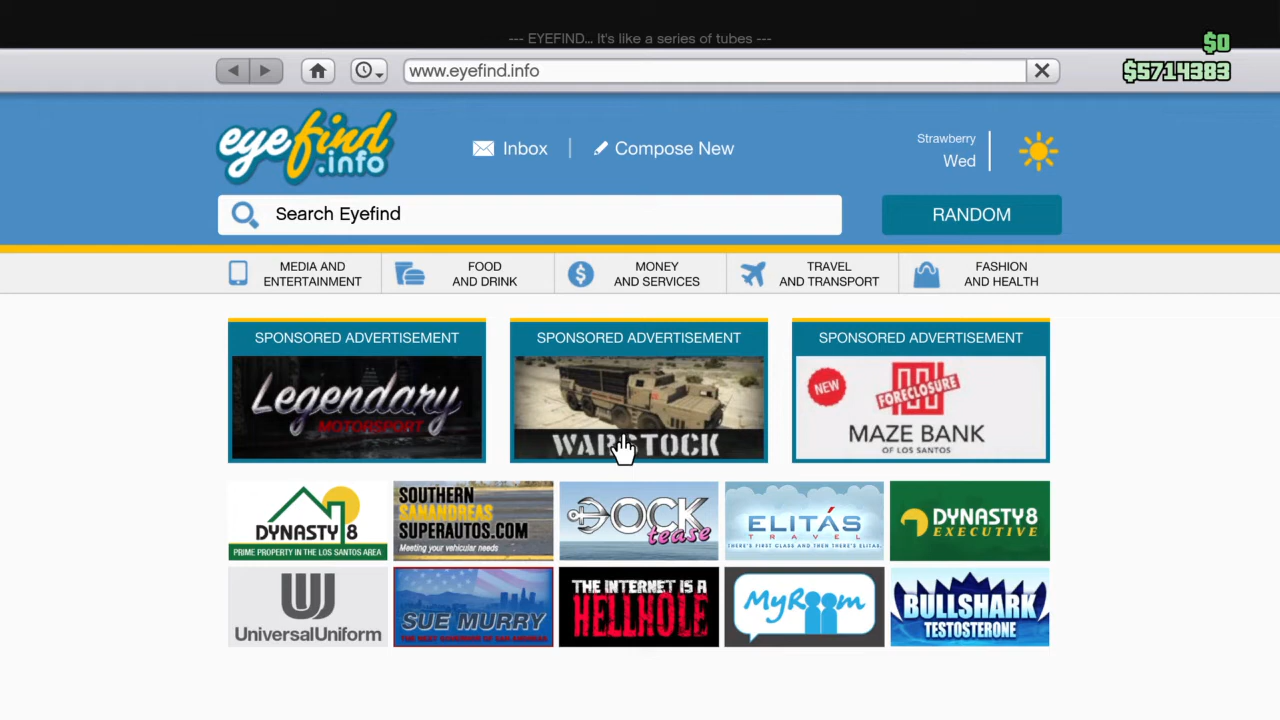 --- EYEFIND... It's like a series of tubes ---
$0
$5714383
www.eyefind.info
eyefind
.info
Inbox
Compose New
Strawberry
Wed
Search Eyefind
RANDOM
MEDIA AND
ENTERTAINMENT
FOOD
AND DRINK
MONEY
AND SERVICES
TRAVEL
AND TRANSPORT
FASHION
AND HEALTH
SPONSORED ADVERTISEMENT
Legendary
MOTORSPORT
SPONSORED ADVERTISEMENT
WARSTOCK
SPONSORED ADVERTISEMENT
NEW
FORECLOSURE
MAZE BANK
OF LOS SANTOS
DYNASTY 8
PRIME PROPERTY IN THE LOS SANTOS AREA
SOUTHERN
SANANDREAS
SUPERAUTOS.COM
Meeting your vehicular needs
DOCK
tease
ELITÁS
TRAVEL
THERE'S FIRST CLASS AND THEN THERE'S ELITAS.
DYNASTY 8
EXECUTIVE
UniversalUniform
SUE MURRY
THE NEXT GOVERNOR OF SAN ANDREAS
THE INTERNET IS A
HELLHOLE
MyRoom
BULLSHARK
TESTOSTERONE